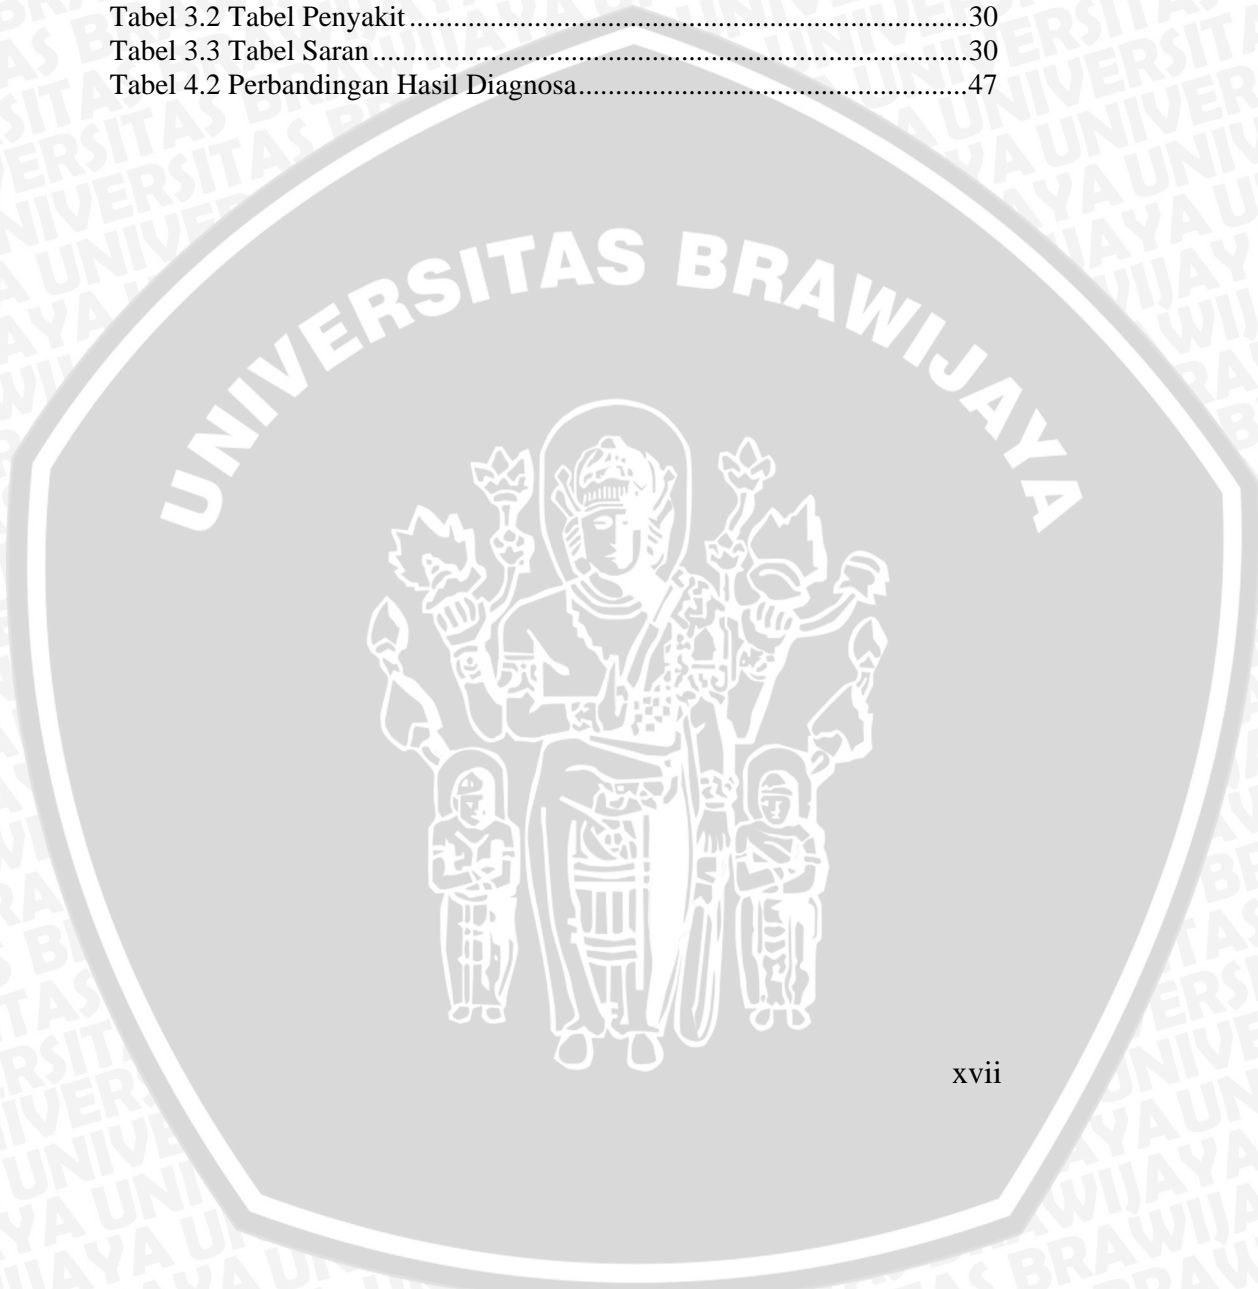 Tabel 3.2 Tabel Penyakit.....................................................................30
Tabel 3.3 Tabel Saran..........................................................................30
Tabel 4.2 Perbandingan Hasil Diagnosa................................................47
UNIVERSITAS BRAWIJAYA
xvii